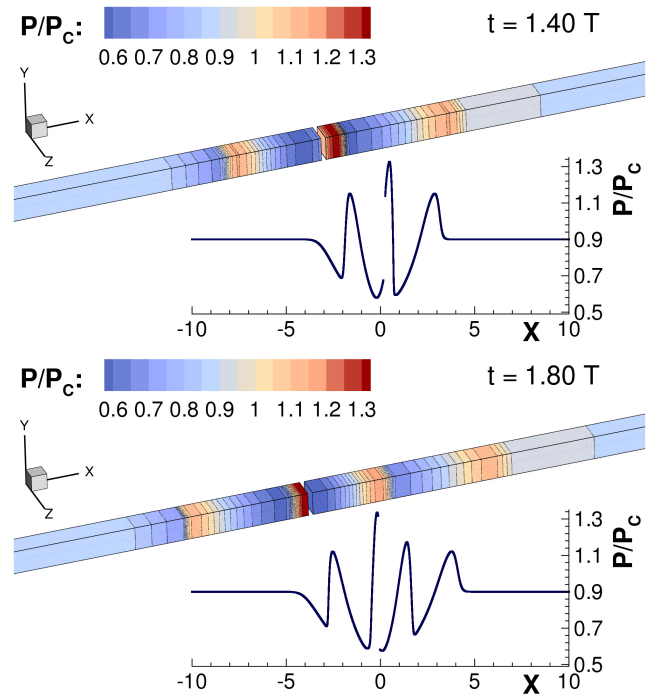 P/P_C: t = 1.40 T
0.6 0.7 0.8 0.9 1 1.1 1.2 1.3
Y
X
Z
1.3
1.1
0.9
0.7
0.5
P/P_C
-10 -5 0 5 10
X
P/P_C: t = 1.80 T
0.6 0.7 0.8 0.9 1 1.1 1.2 1.3
Y
X
Z
1.3
1.1
0.9
0.7
0.5
P/P_C
-10 -5 0 5 10
X